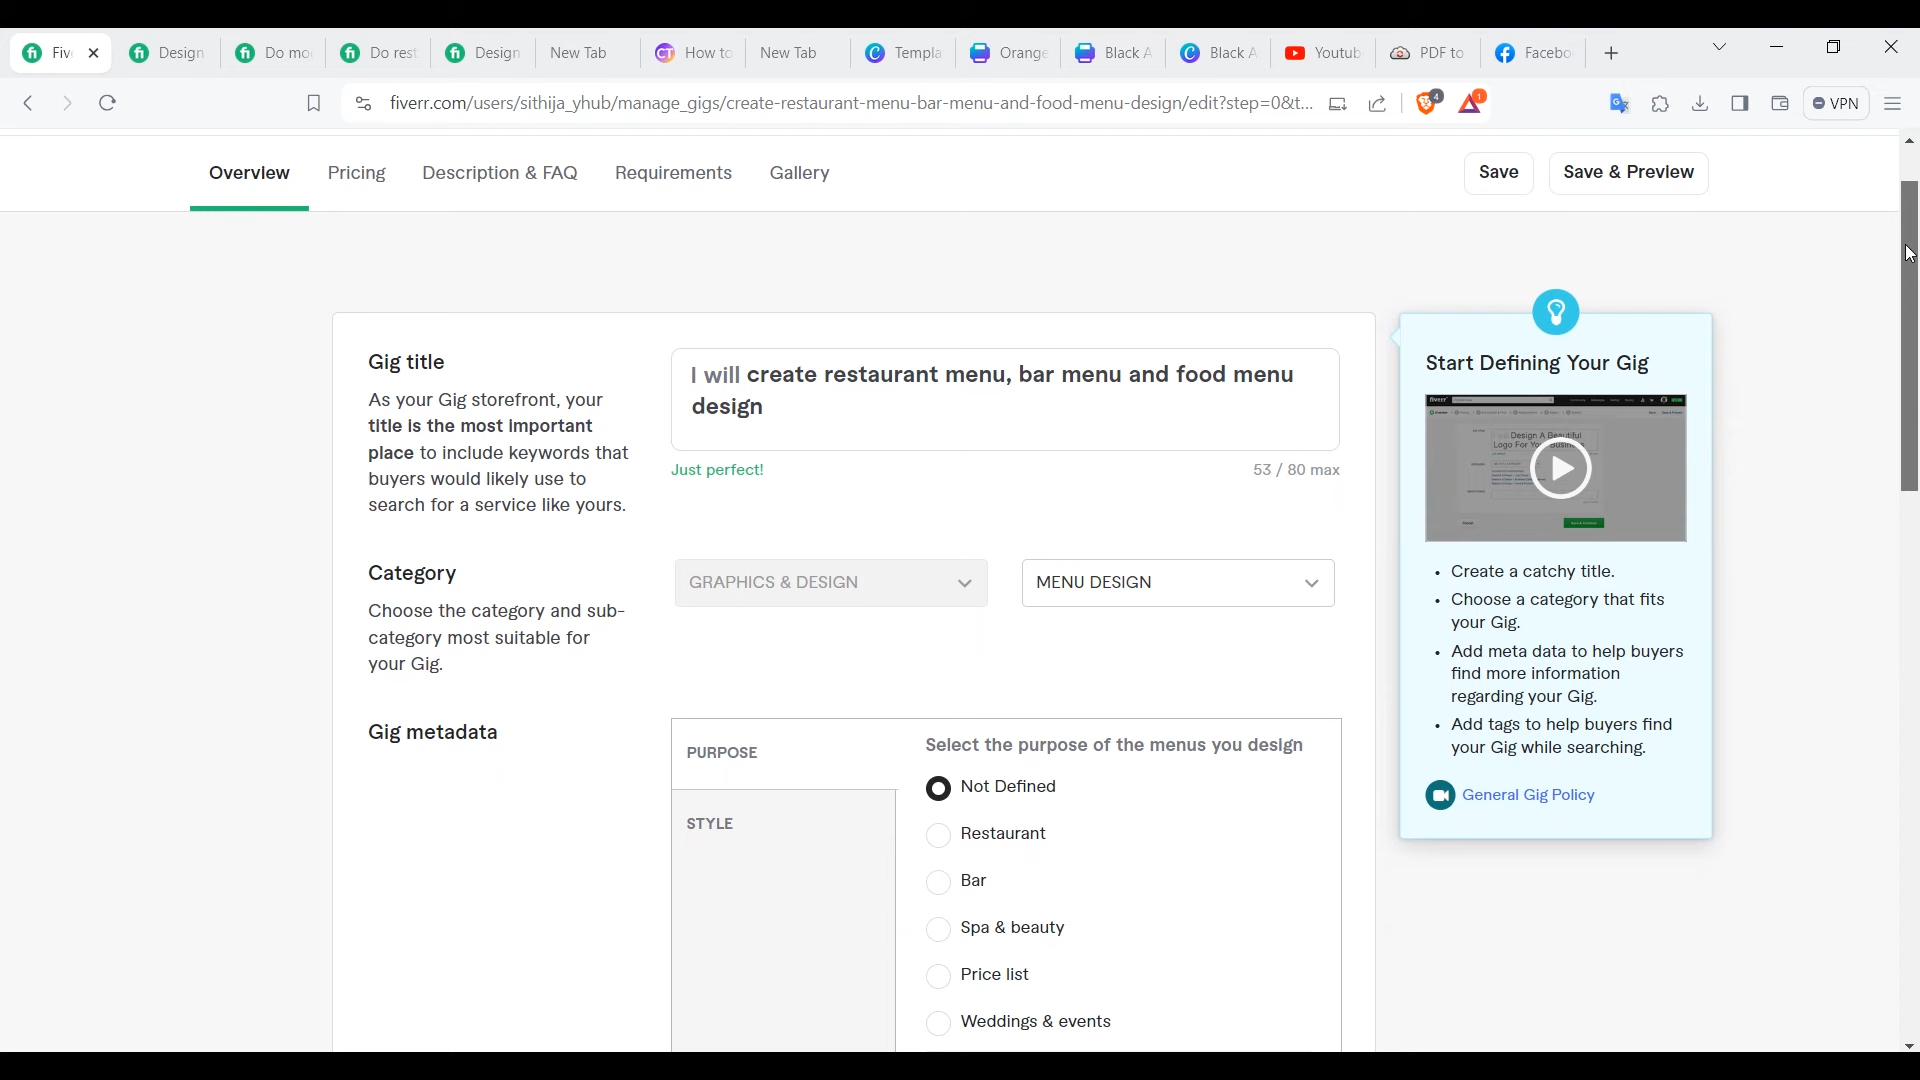 Fiv
Design
Do mo
Do rest
Design
New Tab
How to
New Tab
Templa
Orange
Black A
Black A
Youtub
PDF to
Facebo
fiverr.com/users/sithija_yhub/manage_gigs/create-restaurant-menu-bar-menu-and-food-menu-design/edit?step=0&t...
4
1
VPN
Overview
Pricing
Description & FAQ
Requirements
Gallery
Save
Save & Preview
Gig title
As your Gig storefront, your
title is the most important
place to include keywords that
buyers would likely use to
search for a service like yours.
I will create restaurant menu, bar menu and food menu
design
Just perfect!
53 / 80 max
Category
Choose the category and sub-
category most suitable for
your Gig.
GRAPHICS & DESIGN
MENU DESIGN
Gig metadata
PURPOSE
STYLE
Select the purpose of the menus you design
Not Defined
Restaurant
Bar
Spa & beauty
Price list
Weddings & events
Start Defining Your Gig
fiverr
Design A Beautiful
Logo For Your Business
Create a catchy title.
Choose a category that fits
your Gig.
Add meta data to help buyers
find more information
regarding your Gig.
Add tags to help buyers find
your Gig while searching.
General Gig Policy